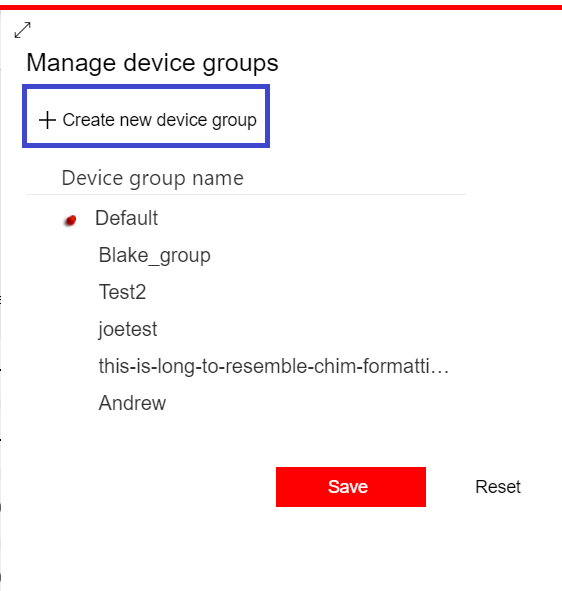 Manage device groups
+ Create new device group
Device group name
Default
Blake_group
Test2
joetest
this-is-long-to-resemble-chim-formatti...
Andrew
Save Reset